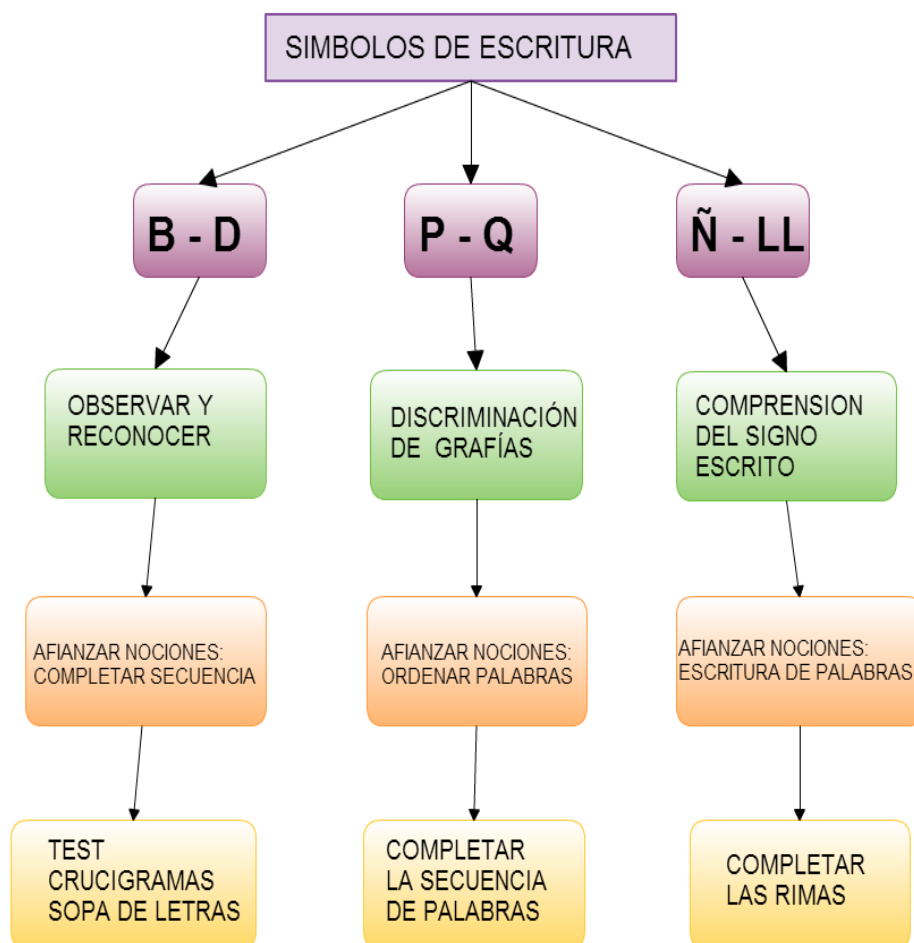 SIMBOLOS DE ESCRITURA
B - D
P - Q
Ñ - LL
OBSERVAR Y
RECONOCER
DISCRIMINACIÓN
DE GRAFÍAS
COMPRENSION
DEL SIGNO
ESCRITO
AFIANZAR NOCIONES:
COMPLETAR SECUENCIA
AFIANZAR NOCIONES:
ORDENAR PALABRAS
AFIANZAR NOCIONES:
ESCRITURA DE PALABRAS
TEST
CRUCIGRAMAS
SOPA DE LETRAS
COMPLETAR
LA SECUENCIA
DE PALABRAS
COMPLETAR
LAS RIMAS